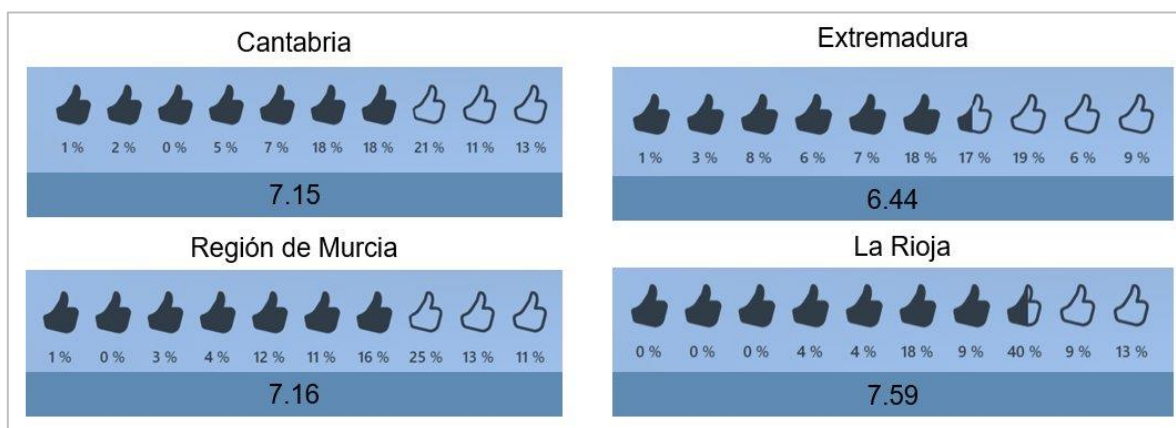 Cantabria
1 % 2 % 0 % 5 % 7 % 18 % 18 % 21 % 11 % 13 %
7.15
Extremadura
1 % 3 % 8 % 6 % 7 % 18 % 17 % 19 % 6 % 9 %
6.44
Región de Murcia
1 % 0 % 3 % 4 % 12 % 11 % 16 % 25 % 13 % 11 %
7.16
La Rioja
0 % 0 % 0 % 4 % 4 % 18 % 9 % 40 % 9 % 13 %
7.59